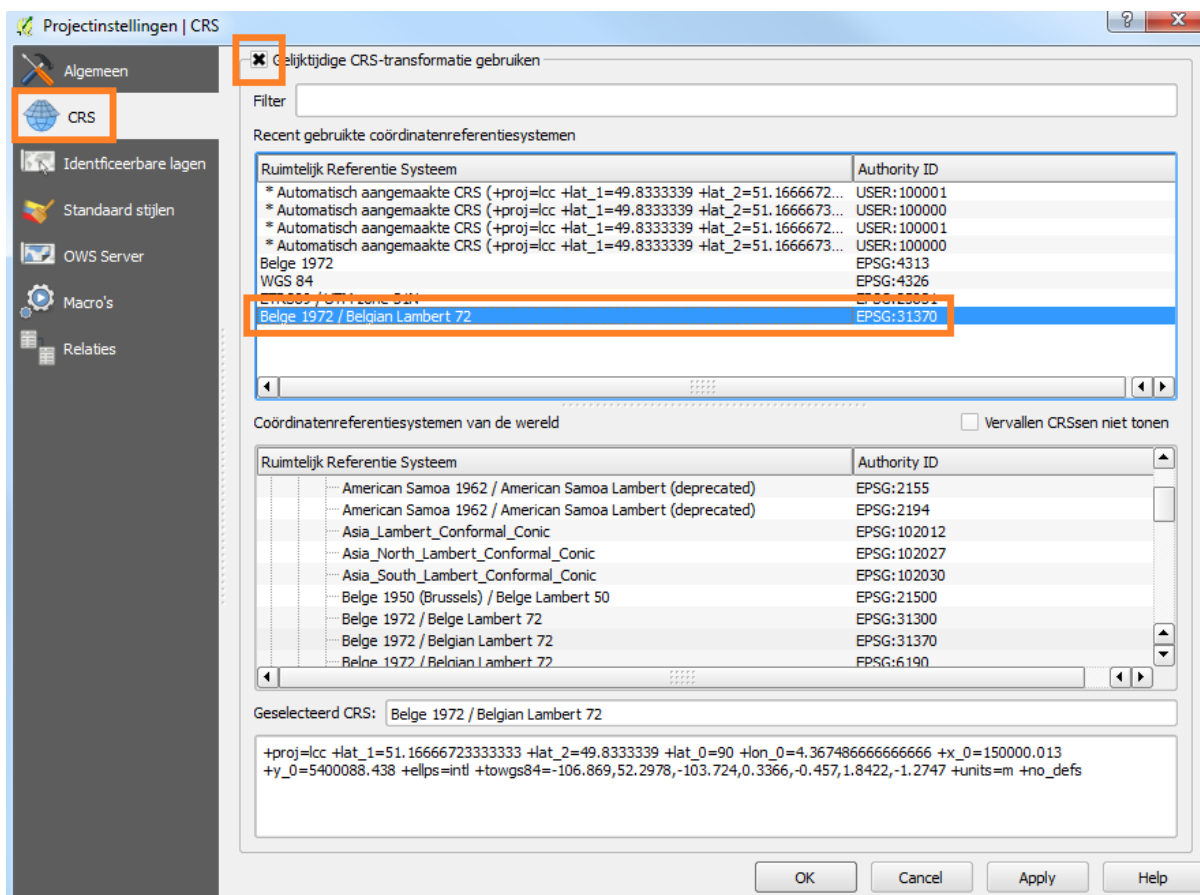 Projectinstellingen | CRS
?
X
Algemeen
CRS
Identficeerbare lagen
Standaard stijlen
OWS Server
Macro's
Relaties
Gelijktijdige CRS-transformatie gebruiken
Filter
Recent gebruikte coördinatenreferentiesystemen
Ruimtelijk Referentie Systeem Authority ID
* Automatisch aangemaakte CRS (+proj=lcc +lat_1=49.8333339 +lat_2=51.1666672... USER:100001
* Automatisch aangemaakte CRS (+proj=lcc +lat_1=49.8333339 +lat_2=51.1666673... USER:100000
* Automatisch aangemaakte CRS (+proj=lcc +lat_1=49.8333339 +lat_2=51.1666672... USER:100001
* Automatisch aangemaakte CRS (+proj=lcc +lat_1=49.8333339 +lat_2=51.1666673... USER:100000
Belge 1972 EPSG:4313
WGS 84 EPSG:4326
ETRS89 / UTM zone 31N
Belge 1972 / Belgian Lambert 72 EPSG:31370
Coördinatenreferentiesystemen van de wereld
Vervallen CRSsen niet tonen
Ruimtelijk Referentie Systeem Authority ID
American Samoa 1962 / American Samoa Lambert (deprecated) EPSG:2155
American Samoa 1962 / American Samoa Lambert (deprecated) EPSG:2194
Asia_Lambert_Conformal_Conic EPSG:102012
Asia_North_Lambert_Conformal_Conic EPSG:102027
Asia_South_Lambert_Conformal_Conic EPSG:102030
Belge 1950 (Brussels) / Belge Lambert 50 EPSG:21500
Belge 1972 / Belge Lambert 72 EPSG:31300
Belge 1972 / Belgian Lambert 72 EPSG:31370
Belge 1972 / Belgian Lambert 72 EPSG:6190
Geselecteerd CRS: Belge 1972 / Belgian Lambert 72
+proj=lcc +lat_1=51.16666723333333 +lat_2=49.8333339 +lat_0=90 +lon_0=4.367486666666666 +x_0=150000.013
+y_0=5400088.438 +ellps=intl +towgs84=-106.869,52.2978,-103.724,0.3366,-0.457,1.8422,-1.2747 +units=m +no_defs
OK
Cancel
Apply
Help